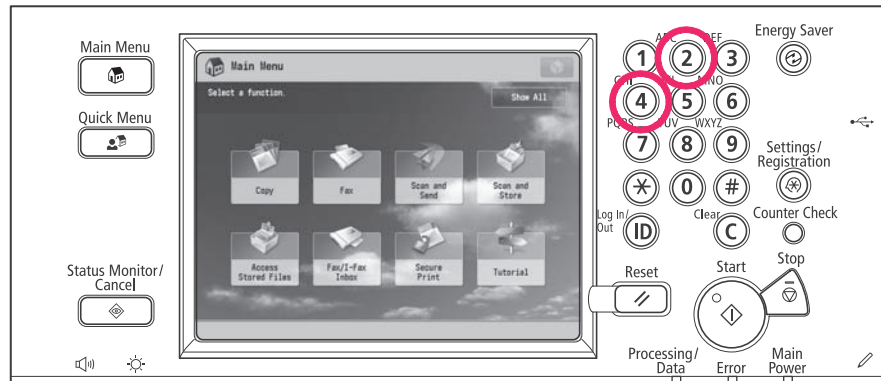 Main Menu
Quick Menu
Status Monitor/
Cancel
Main Menu
Select a function.
Show All
Copy
Fax
Scan and
Send
Scan and
Store
Access
Stored Files
Fax/I-Fax
Inbox
Secure
Print
Tutorial
ABC DEF
1 2 3
GHI JKL MNO
4 5 6
PQRS TUV WXYZ
7 8 9
* 0 #
Log In/
Out
ID
Clear
C
Energy Saver
Settings/
Registration
Counter Check
Reset
Start
Stop
Processing/
Data
Error
Main
Power